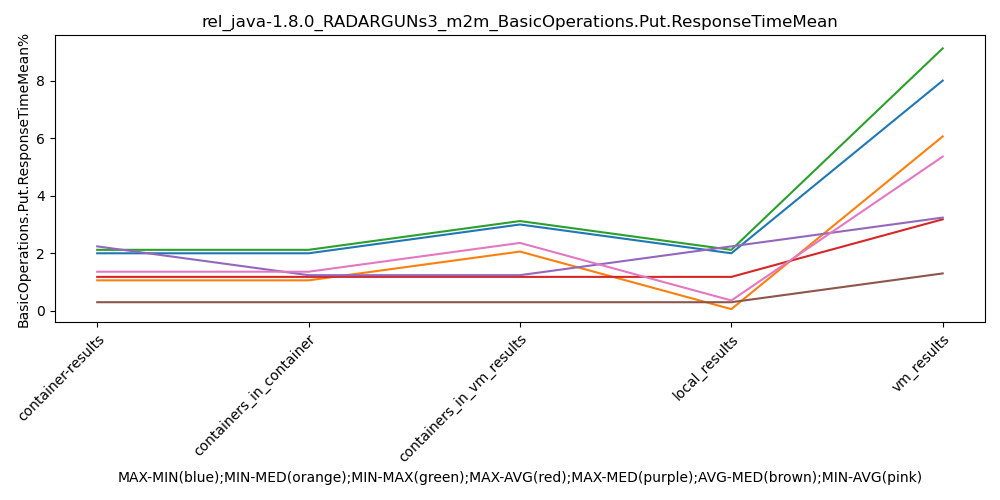 rel_java-1.8.0_RADARGUNs3_m2m_BasicOperations.Put.ResponseTimeMean
BasicOperations.Put.ResponseTimeMean%
8
6
4
2
0
container-results
containers_in_container
containers_in_vm_results
local_results
vm_results
MAX-MIN(blue);MIN-MED(orange);MIN-MAX(green);MAX-AVG(red);MAX-MED(purple);AVG-MED(brown);MIN-AVG(pink)